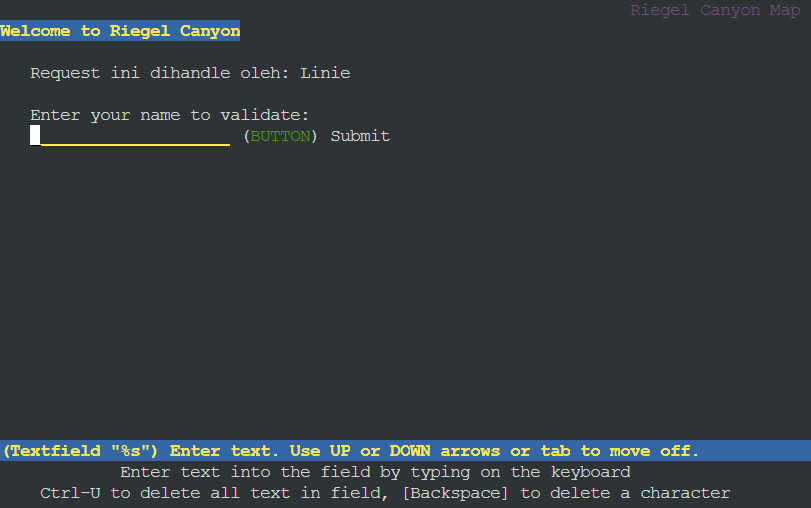 Riegel Canyon Map
Welcome to Riegel Canyon
Request ini dihandle oleh: Linie
Enter your name to validate:
____________________ (BUTTON) Submit
(Textfield "%s") Enter text. Use UP or DOWN arrows or tab to move off.
Enter text into the field by typing on the keyboard
Ctrl-U to delete all text in field, [Backspace] to delete a character